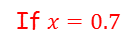 If x = 0.7